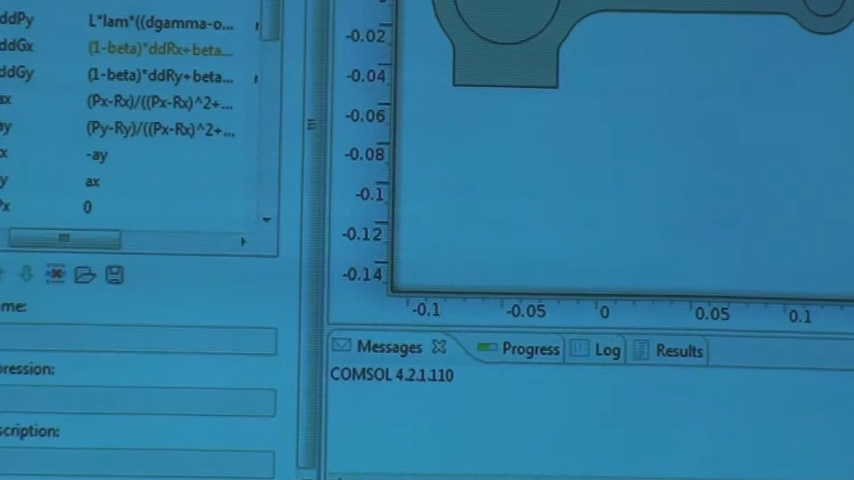 ddPy L*lam*((dgamma-o...
ddGx (1-beta)*ddRx+beta...
ddGy (1-beta)*ddRy+beta...
ax (Px-Rx)/((Px-Rx)^2+...
ay (Py-Ry)/((Px-Rx)^2+...
x -ay
y ax
Px 0
me:
pression:
scription:
-0.02
-0.04
-0.06
-0.08
-0.1
-0.12
-0.14
-0.1 -0.05 0 0.05 0.1
Messages Progress Log Results
COMSOL 4.2.1.110